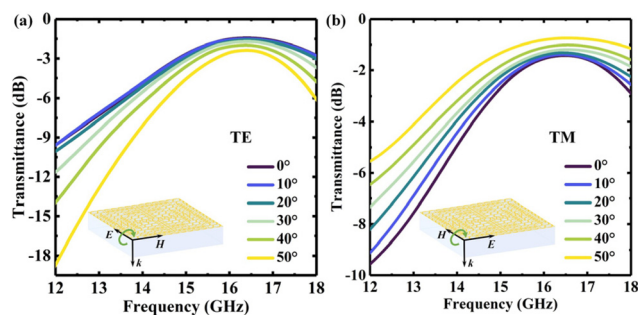 (a)
0
-3
-6
-9
-12
-15
-18
Transmittance (dB)
TE
0°
10°
20°
30°
40°
50°
E
H
k
12 13 14 15 16 17 18
Frequency (GHz)
(b)
0
-2
-4
-6
-8
-10
Transmittance (dB)
TM
0°
10°
20°
30°
40°
50°
H
E
k
12 13 14 15 16 17 18
Frequency (GHz)